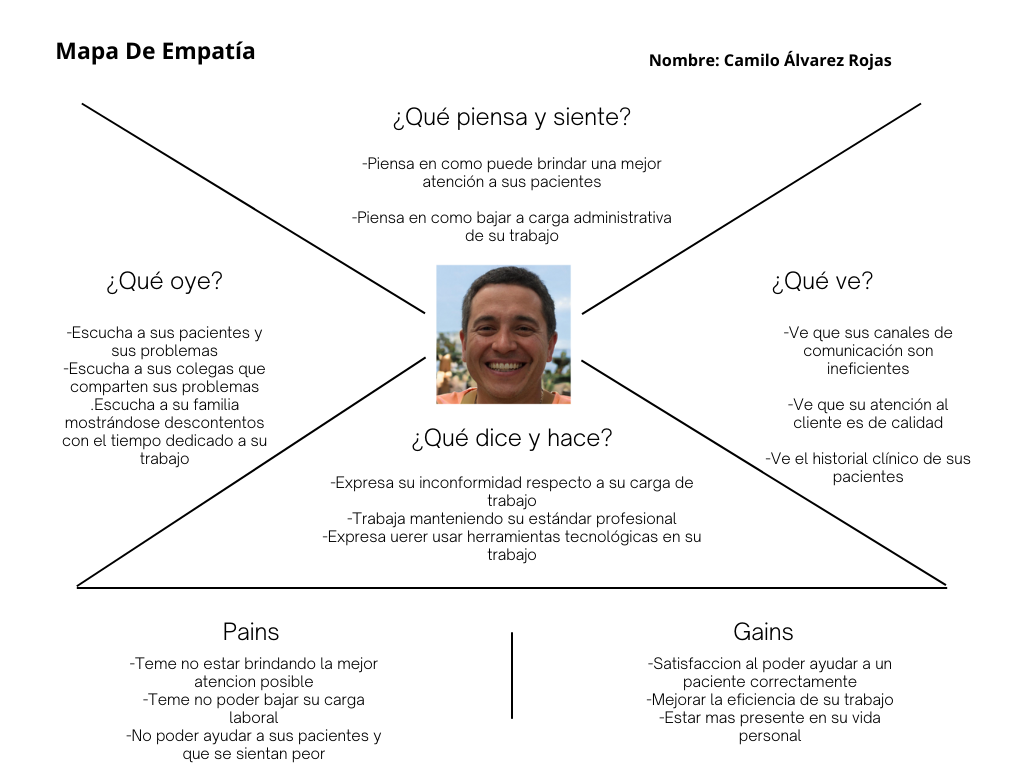 Mapa De Empatía
Nombre: Camilo Álvarez Rojas
¿Qué piensa y siente?
-Piensa en como puede brindar una mejor
atención a sus pacientes
-Piensa en como bajar a carga administrativa
de su trabajo
¿Qué oye?
-Escucha a sus pacientes y
sus problemas
-Escucha a sus colegas que
comparten sus problemas
.Escucha a su familia
mostrándose descontentos
con el tiempo dedicado a su
trabajo
¿Qué ve?
-Ve que sus canales de
comunicación son
ineficientes
-Ve que su atención al
cliente es de calidad
-Ve el historial clínico de sus
pacientes
¿Qué dice y hace?
-Expresa su inconformidad respecto a su carga de
trabajo
-Trabaja manteniendo su estándar profesional
-Expresa uerer usar herramientas tecnológicas en su
trabajo
Pains
-Teme no estar brindando la mejor
atencion posible
-Teme no poder bajar su carga
laboral
-No poder ayudar a sus pacientes y
que se sientan peor
Gains
-Satisfaccion al poder ayudar a un
paciente correctamente
-Mejorar la eficiencia de su trabajo
-Estar mas presente en su vida
personal